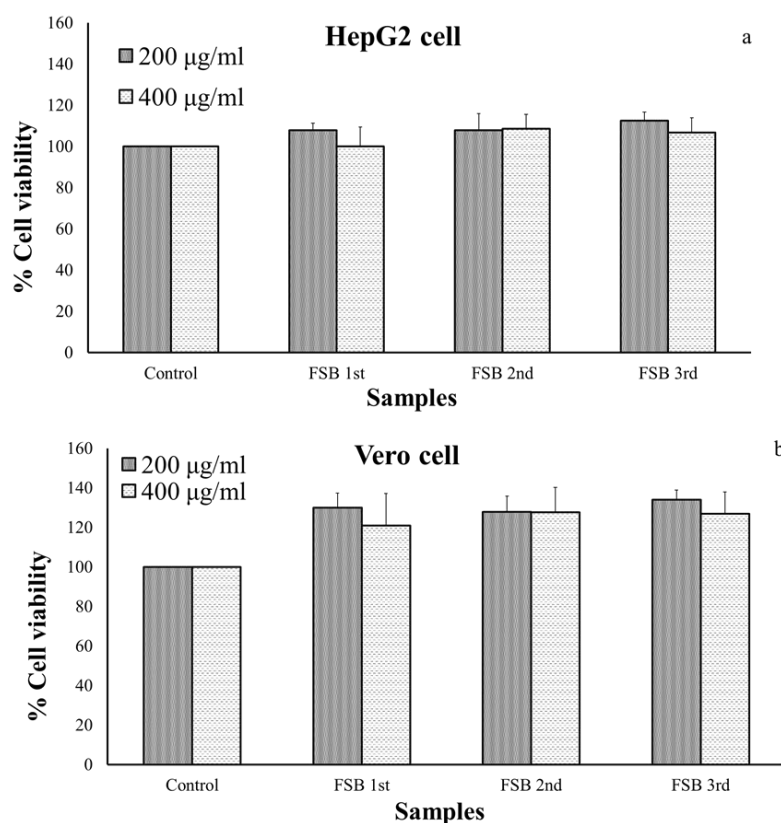 HepG2 cell
a
200 µg/ml
400 µg/ml
% Cell viability
160
140
120
100
80
60
40
20
0
Control FSB 1st FSB 2nd FSB 3rd
Samples
Vero cell
b
200 µg/ml
400 µg/ml
% Cell viability
160
140
120
100
80
60
40
20
0
Control FSB 1st FSB 2nd FSB 3rd
Samples